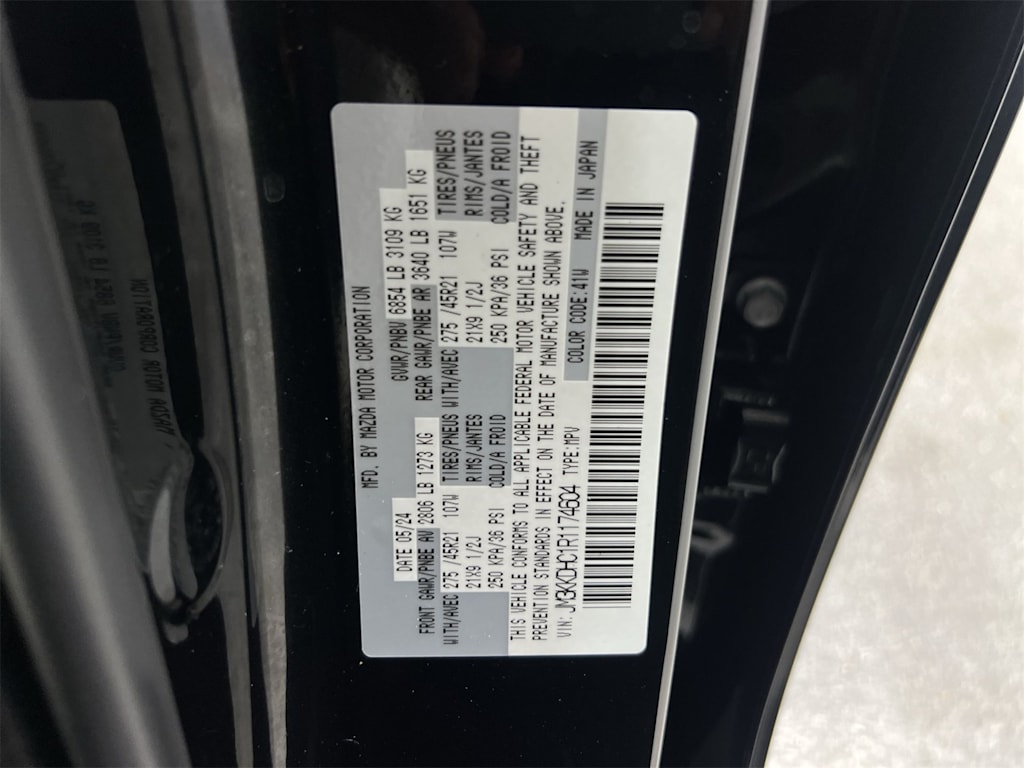 MFD. BY MAZDA MOTOR CORPORATION
DATE 05/24 GVWR/PNBV 6854 LB 3109 KG
FRONT GAWR/PNBE AV 2806 LB 1273 KG REAR GAWR/PNBE AR 3640 LB 1651 KG
WITH/AVEC 275 /45R21 107W TIRES/PNEUS WITH/AVEC 275 /45R21 107W TIRES/PNEUS
21X9 1/2J RIMS/JANTES 21X9 1/2J RIMS/JANTES
250 KPA/36 PSI COLD/A FROID 250 KPA/36 PSI COLD/A FROID
THIS VEHICLE CONFORMS TO ALL APPLICABLE FEDERAL MOTOR VEHICLE SAFETY AND THEFT
PREVENTION STANDARDS IN EFFECT ON THE DATE OF MANUFACTURE SHOWN ABOVE.
VIN: JM3KKDHC1R1174604 TYPE:MPV COLOR CODE:41W MADE IN JAPAN